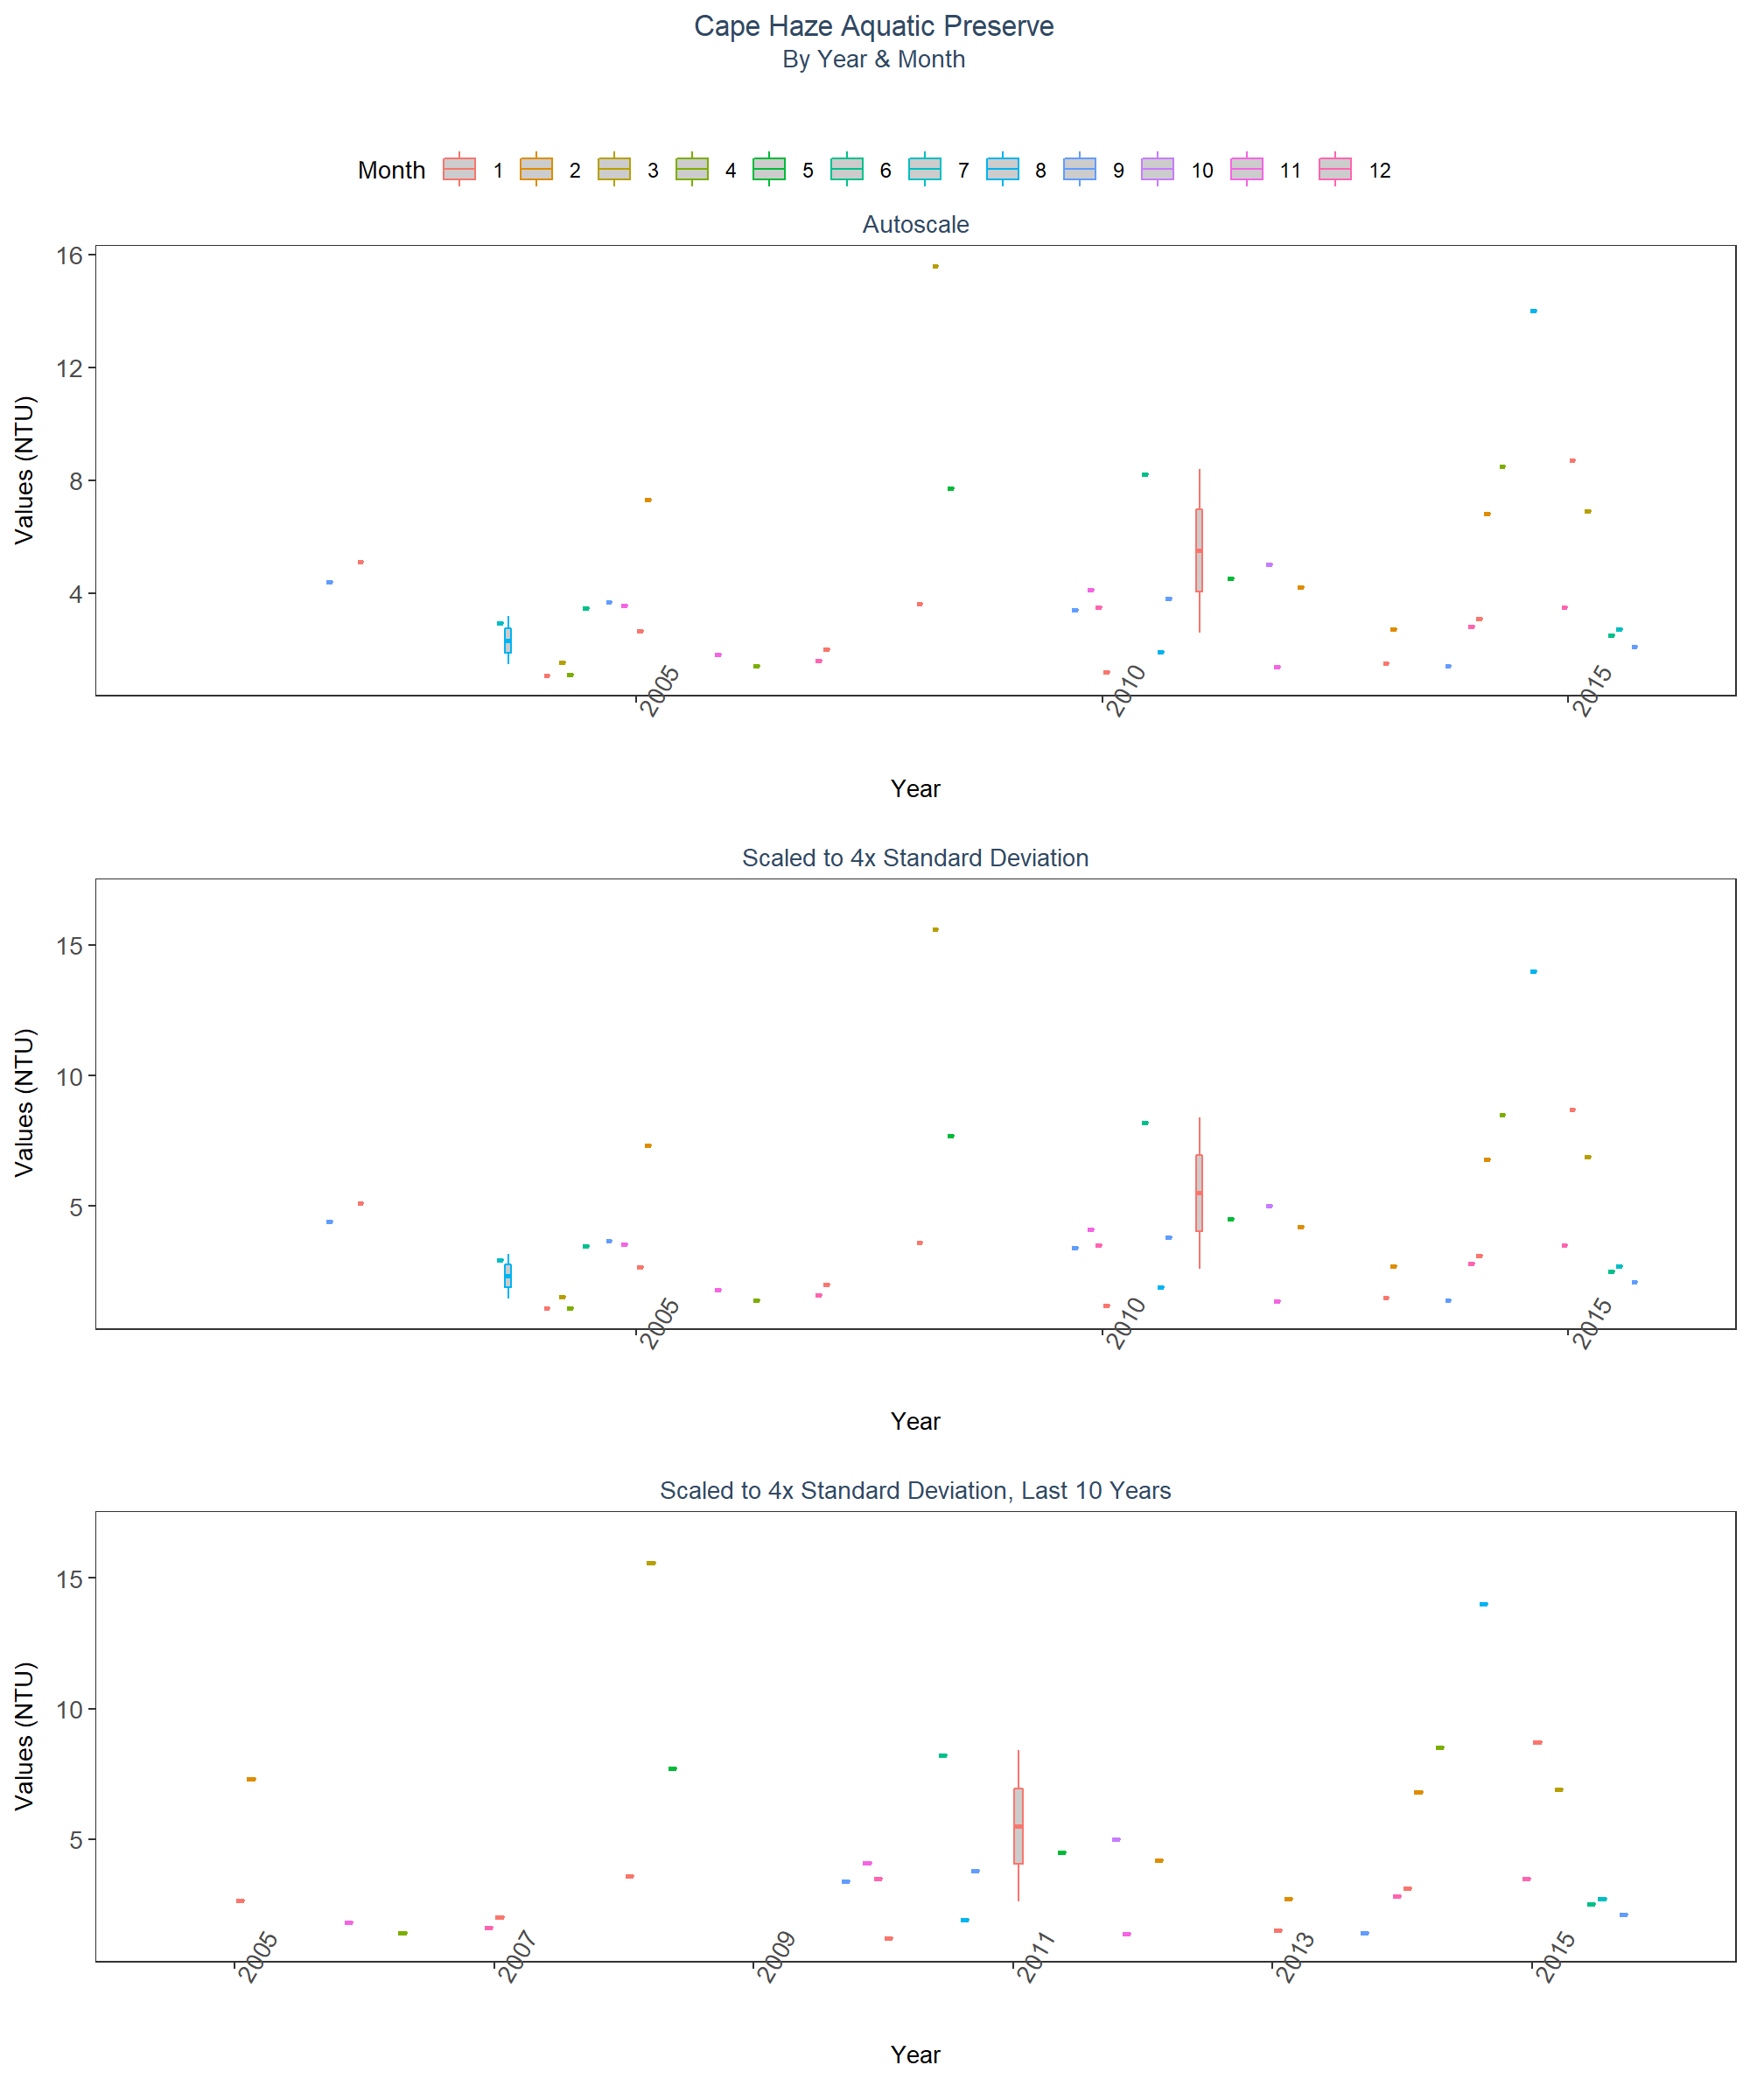 Cape Haze Aquatic Preserve
By Year & Month
Month 1 2 3 4 5 6 7 8 9 10 11 12
Autoscale
16
12
8
4
Values (NTU)
2005 2010 2015
Year
Scaled to 4x Standard Deviation
15
10
5
Values (NTU)
2005 2010 2015
Year
Scaled to 4x Standard Deviation, Last 10 Years
15
10
5
Values (NTU)
2005 2007 2009 2011 2013 2015
Year